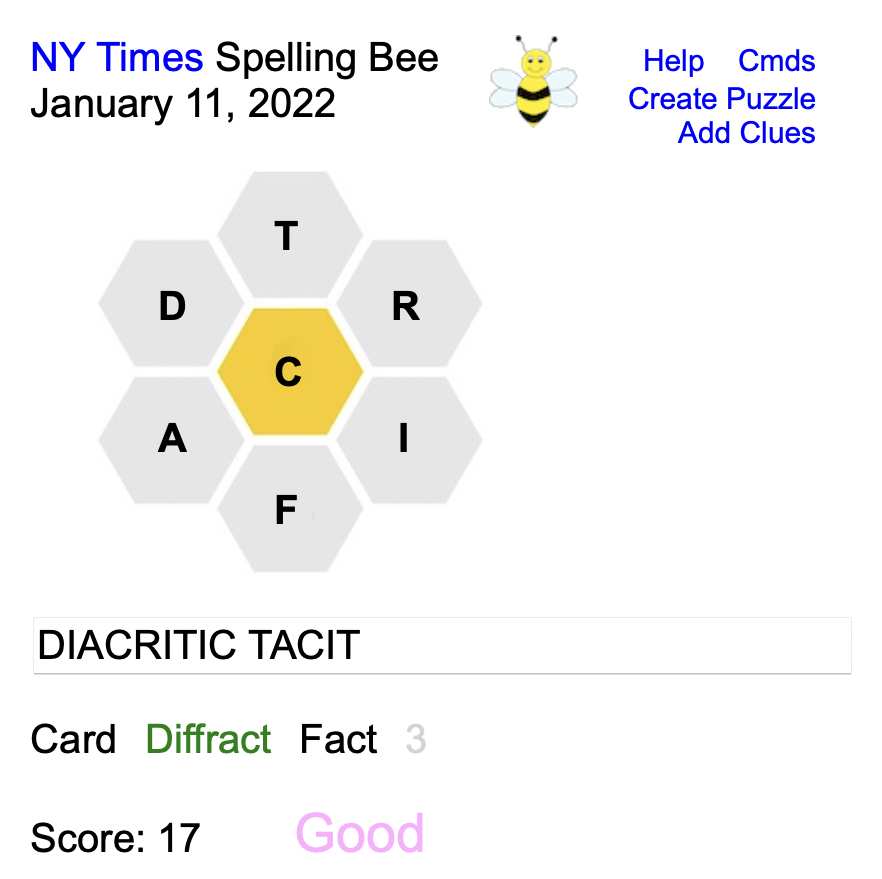 NY Times Spelling Bee
January 11, 2022
Help Cmds
Create Puzzle
Add Clues
T
D R
C
A I
F
DIACRITIC TACIT
Card Diffract Fact 3
Score: 17 Good